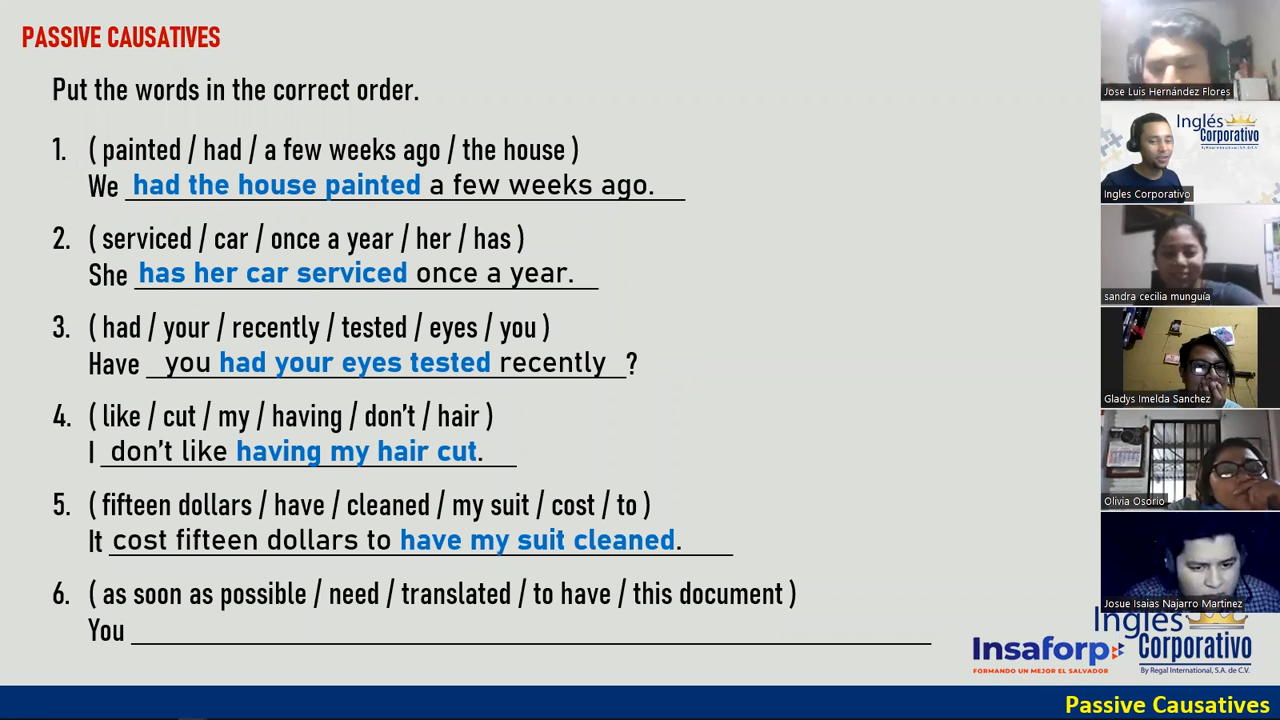 PASSIVE CAUSATIVES
Put the words in the correct order.
1. ( painted / had / a few weeks ago / the house )
We had the house painted a few weeks ago.
2. ( serviced / car / once a year / her / has )
She has her car serviced once a year.
3. ( had / your / recently / tested / eyes / you )
Have you had your eyes tested recently ?
4. ( like / cut / my / having / don't / hair )
I don't like having my hair cut.
5. ( fifteen dollars / have / cleaned / my suit / cost / to )
It cost fifteen dollars to have my suit cleaned.
6. ( as soon as possible / need / translated / to have / this document )
You
Jose Luis Hernández Flores
Inglés
Corporativo
By Regal International, S.A. de C.V.
Ingles Corporativo
sandra cecilia munguía
Gladys Imelda Sanchez
Olivia Osorio
Josue Isaias Najarro Martinez
Insaforp
FORMANDO UN MEJOR EL SALVADOR
Inglés
Corporativo
By Regal International, S.A. de C.V.
Passive Causatives